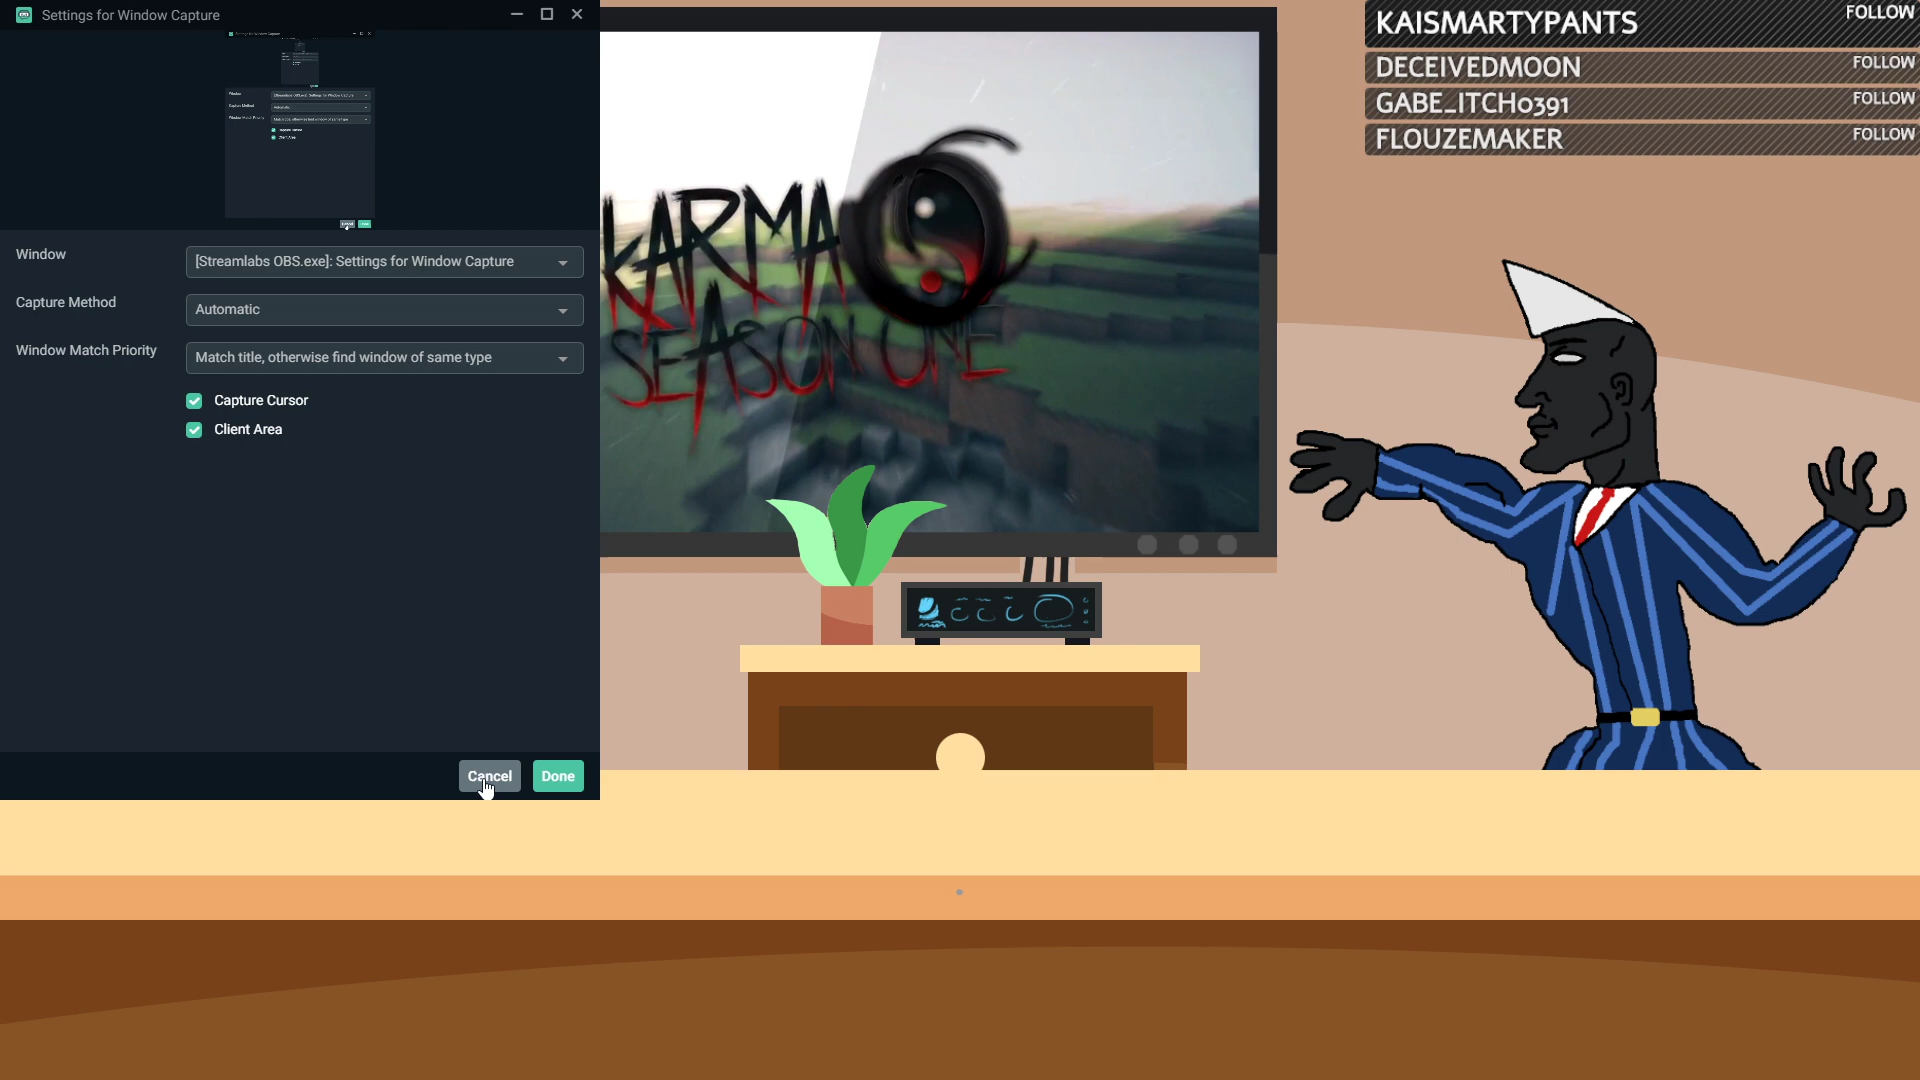 Settings for Window Capture
Window
[Streamlabs OBS.exe]: Settings for Window Capture
Capture Method
Automatic
Window Match Priority
Match title, otherwise find window of same type
Capture Cursor
Client Area
Cancel
Done
KARMA
SEASON ONE
KAISMARTYPANTS FOLLOW
DECEIVEDMOON FOLLOW
GABE_ITCH0391 FOLLOW
FLOUZEMAKER FOLLOW